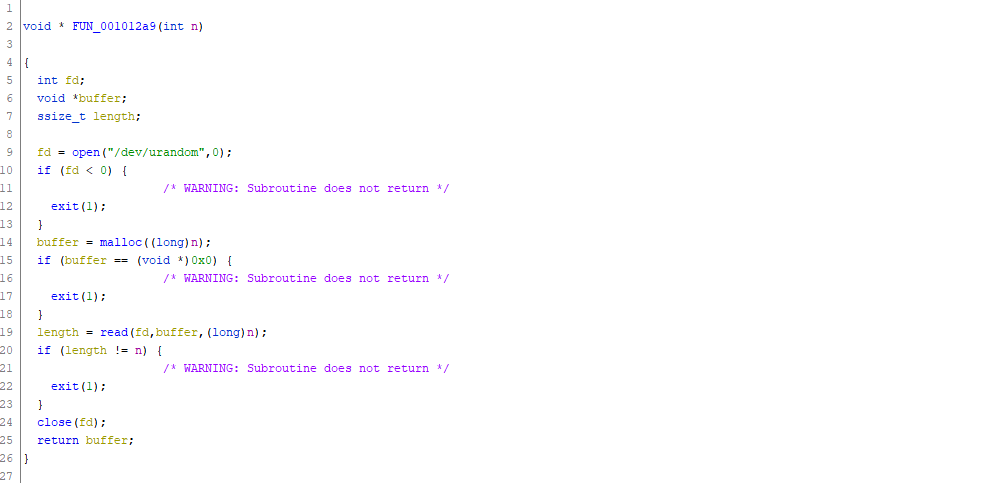 1
2 void * FUN_001012a9(int n)
3
4 {
5   int fd;
6   void *buffer;
7   ssize_t length;
8
9   fd = open("/dev/urandom",0);
10   if (fd < 0) {
11                     /* WARNING: Subroutine does not return */
12     exit(1);
13   }
14   buffer = malloc((long)n);
15   if (buffer == (void *)0x0) {
16                     /* WARNING: Subroutine does not return */
17     exit(1);
18   }
19   length = read(fd,buffer,(long)n);
20   if (length != n) {
21                     /* WARNING: Subroutine does not return */
22     exit(1);
23   }
24   close(fd);
25   return buffer;
26 }
27